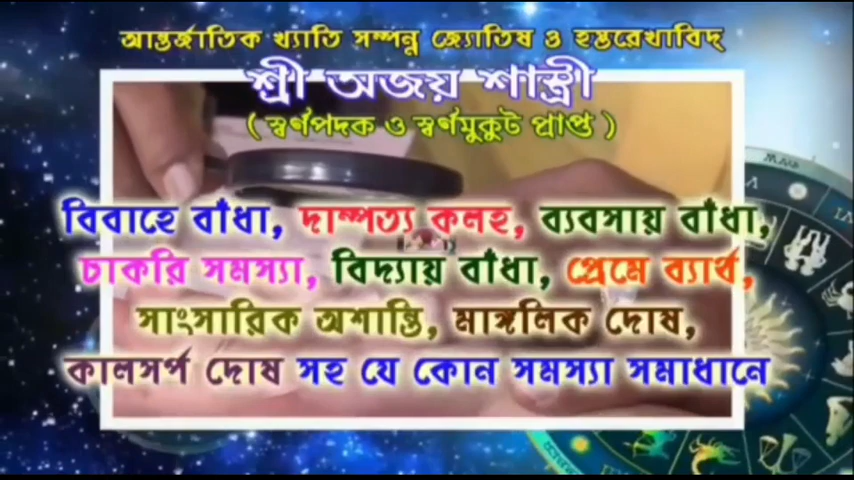 আন্তর্জাতিক খ্যাতি সম্পন্ন জ্যোতিষ ও হস্তরেখাবিদ্
শ্রী অজয় শাস্ত্রী
( স্বর্ণপদক ও স্বর্ণমুকুট প্রাপ্ত )
বিবাহে বাঁধা, দাম্পত্য কলহ, ব্যবসায় বাঁধা,
চাকরি সমস্যা, বিদ্যায় বাঁধা, প্রেমে ব্যার্থ,
সাংসারিক অশান্তি, মাঙ্গলিক দোষ,
কালসর্প দোষ সহ যে কোন সমস্যা সমাধানে